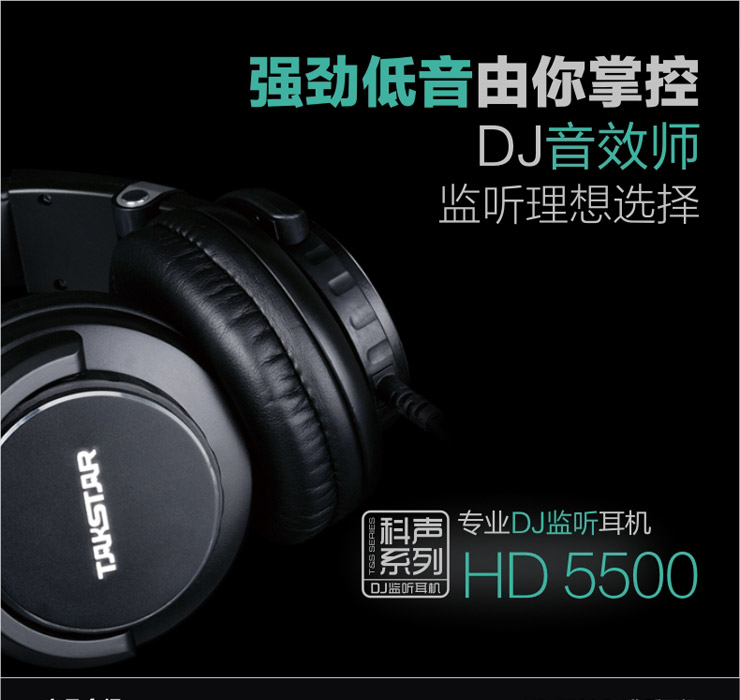 强劲低音由你掌控
DJ音效师
监听理想选择
TAKSTAR
T&S SERIES
科声
系列
DJ监听耳机
专业DJ监听耳机
HD 5500